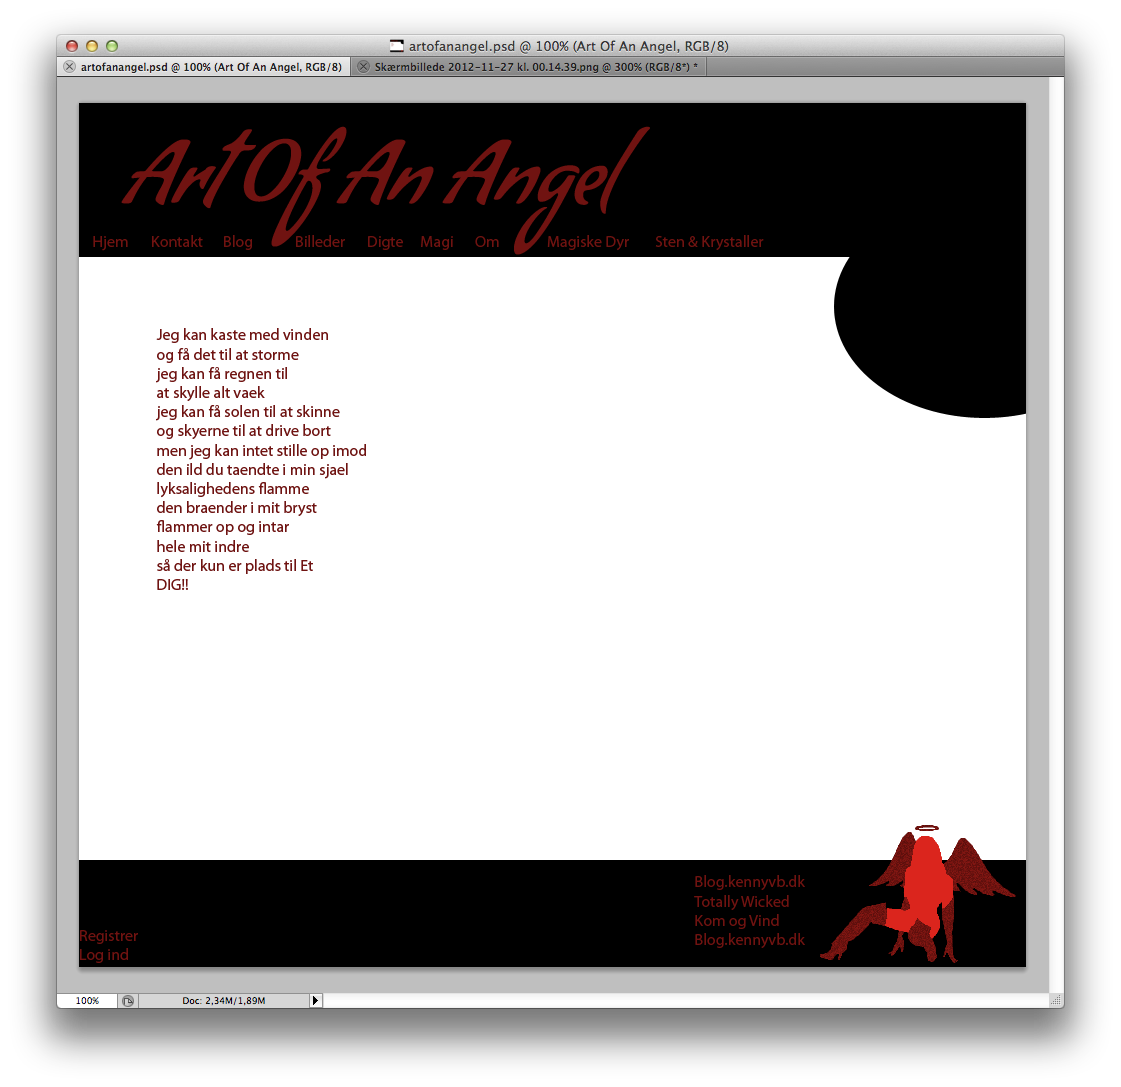 artofanangel.psd @ 100% (Art Of An Angel, RGB/8)
artofanangel.psd @ 100% (Art Of An Angel, RGB/8) Skærmbillede 2012-11-27 kl. 00.14.39.png @ 300% (RGB/8*) *
Art Of An Angel
Hjem Kontakt Blog Billeder Digte Magi Om Magiske Dyr Sten & Krystaller
Jeg kan kaste med vinden
og få det til at storme
jeg kan få regnen til
at skylle alt vaek
jeg kan få solen til at skinne
og skyerne til at drive bort
men jeg kan intet stille op imod
den ild du taendte i min sjael
lyksalighedens flamme
den braender i mit bryst
flammer op og intar
hele mit indre
så der kun er plads til Et
DIG!!
Blog.kennyvb.dk
Totally Wicked
Kom og Vind
Blog.kennyvb.dk
Registrer
Log ind
100% Doc: 2,34M/1,89M